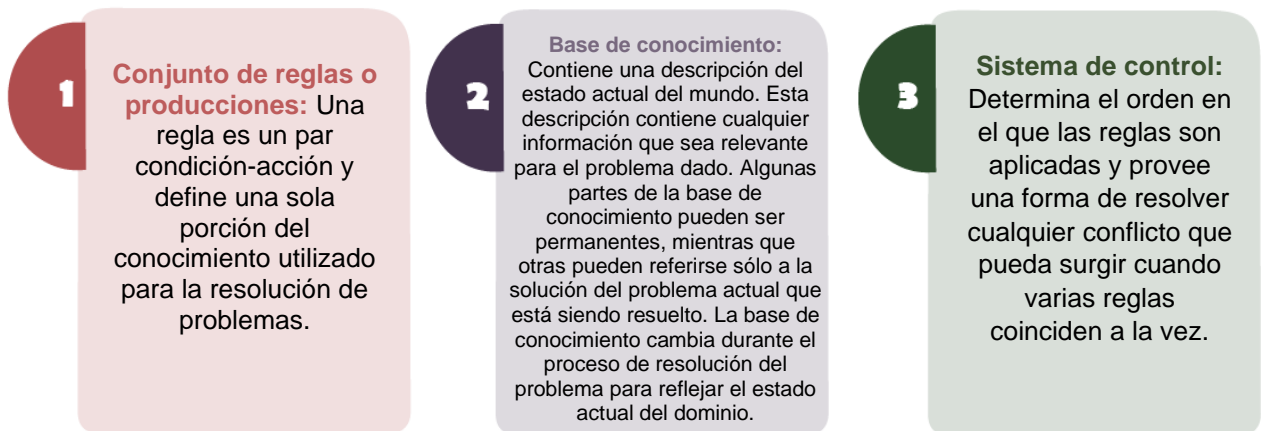 1
Conjunto de reglas o
producciones: Una
regla es un par
condición-acción y
define una sola
porción del
conocimiento utilizado
para la resolución de
problemas.
2
Base de conocimiento:
Contiene una descripción del
estado actual del mundo. Esta
descripción contiene cualquier
información que sea relevante
para el problema dado. Algunas
partes de la base de
conocimiento pueden ser
permanentes, mientras que
otras pueden referirse sólo a la
solución del problema actual que
está siendo resuelto. La base de
conocimiento cambia durante el
proceso de resolución del
problema para reflejar el estado
actual del dominio.
3
Sistema de control:
Determina el orden en
el que las reglas son
aplicadas y provee
una forma de resolver
cualquier conflicto que
pueda surgir cuando
varias reglas
coinciden a la vez.